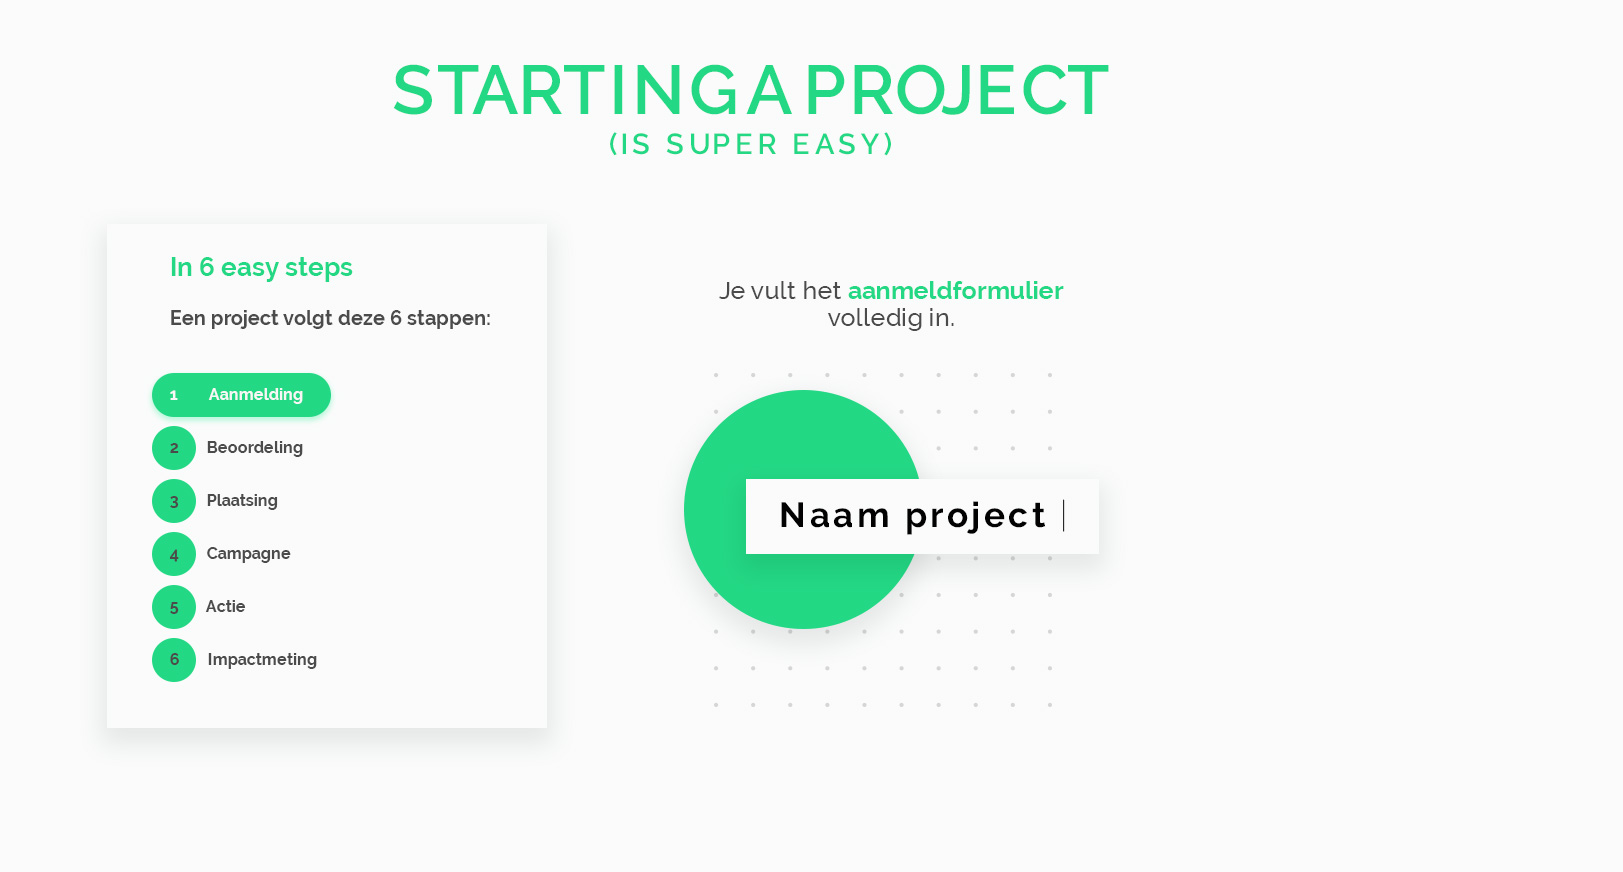 STARTING A PROJECT
(IS SUPER EASY)
In 6 easy steps
Een project volgt deze 6 stappen:
1 Aanmelding
2 Beoordeling
3 Plaatsing
4 Campagne
5 Actie
6 Impactmeting
Je vult het aanmeldformulier
volledig in.
Naam project